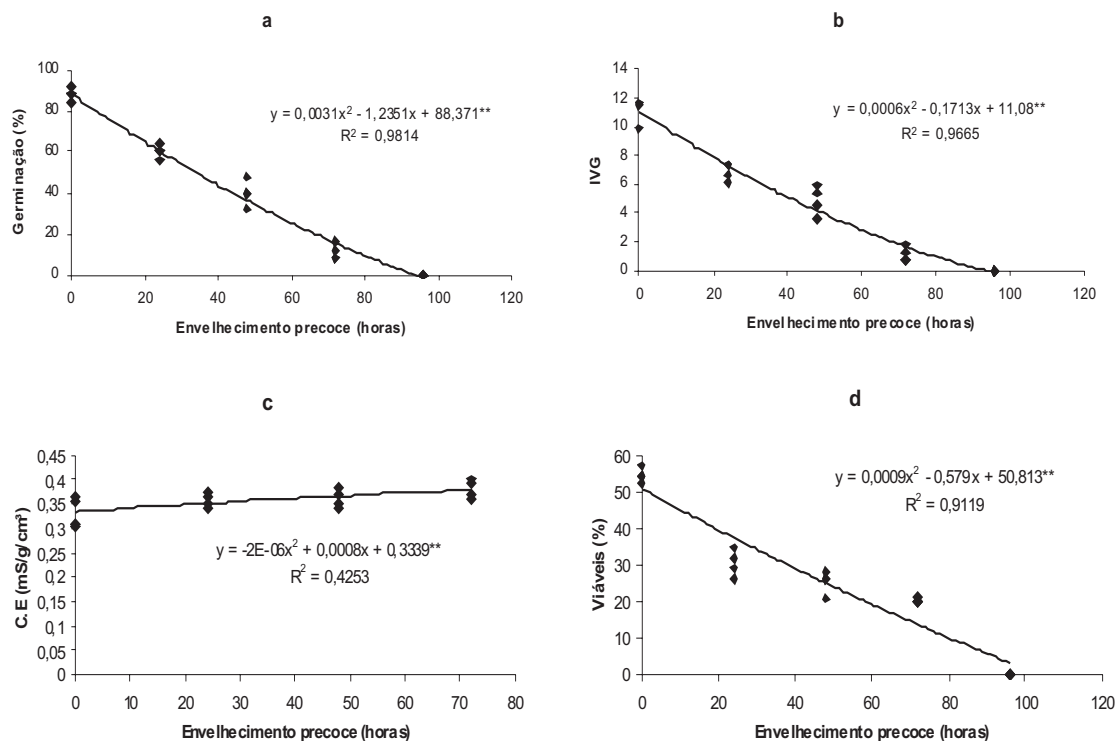 a
100
80
60
40
20
0
Germinação (%)
y = 0,0031x² - 1,2351x + 88,371**
R² = 0,9814
0 20 40 60 80 100 120
Envelhecimento precoce (horas)
b
14
12
10
8
6
4
2
0
IVG
y = 0,0006x² - 0,1713x + 11,08**
R² = 0,9665
0 20 40 60 80 100 120
Envelhecimento precoce (horas)
c
0,45
0,4
0,35
0,3
0,25
0,2
0,15
0,1
0,05
0
C.E (mS/g/cm³)
y = -2E-06x² + 0,0008x + 0,3339**
R² = 0,4253
0 10 20 30 40 50 60 70 80
Envelhecimento precoce (horas)
d
60
50
40
30
20
10
0
Viáveis (%)
y = 0,0009x² - 0,579x + 50,813**
R² = 0,9119
0 20 40 60 80 100 120
Envelhecimento precoce (horas)